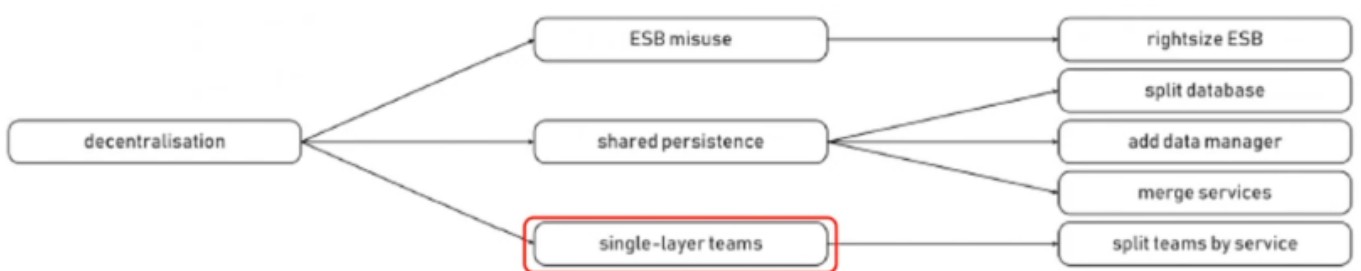 ESB misuse
rightsize ESB
split database
decentralisation
shared persistence
add data manager
merge services
single-layer teams
split teams by service